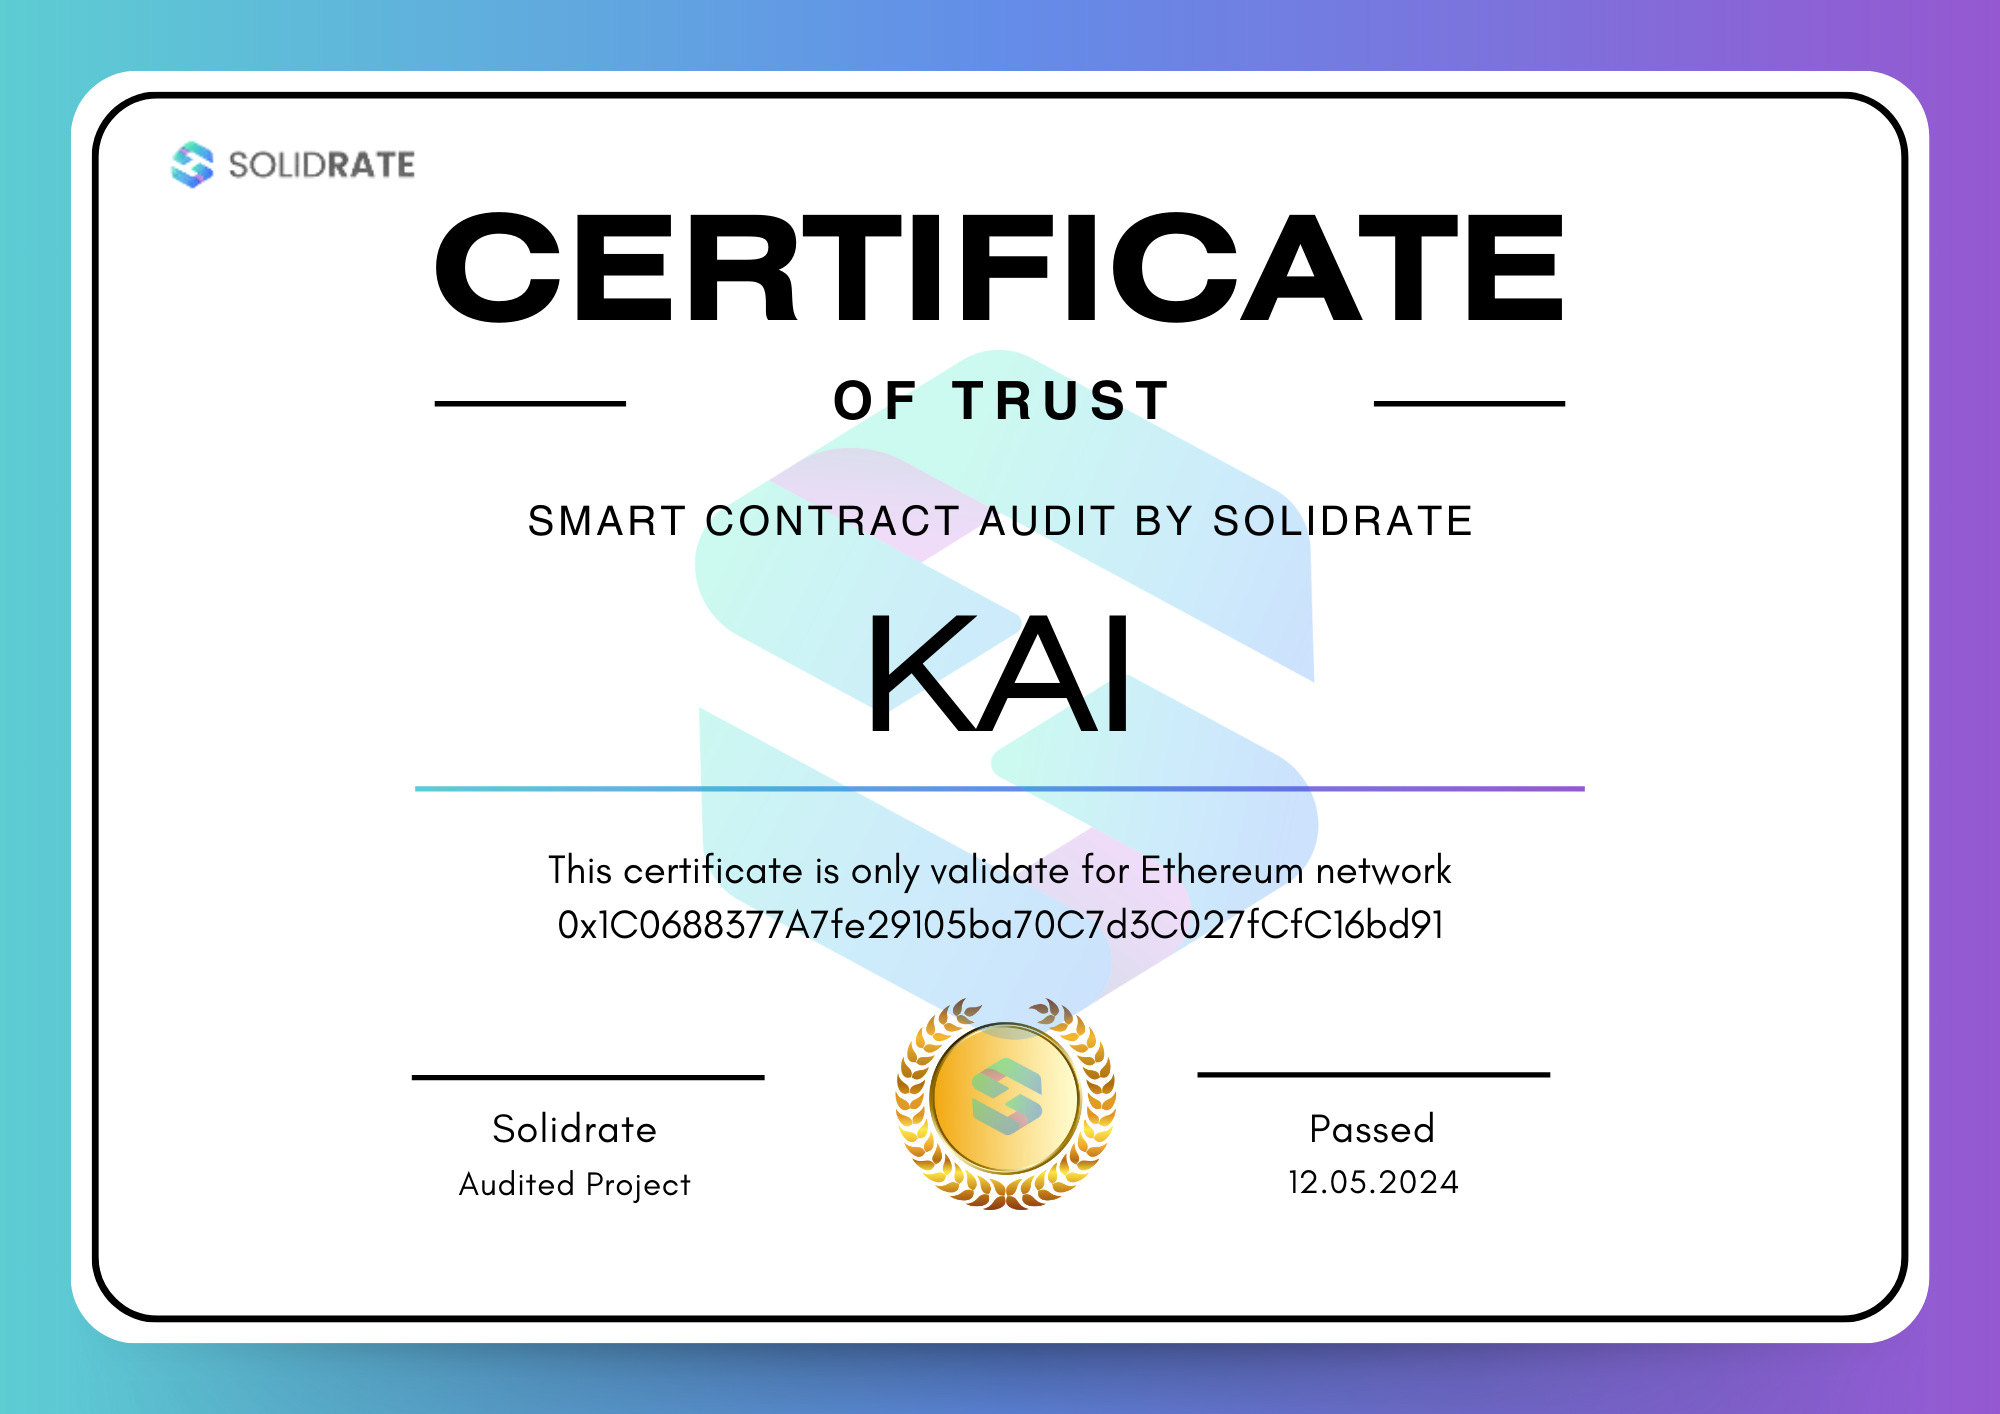 SOLIDRATE
CERTIFICATE
OF TRUST
SMART CONTRACT AUDIT BY SOLIDRATE
KAI
This certificate is only validate for Ethereum network
0x1C0688377A7fe29105ba70C7d3C027fCfC16bd91
Solidrate
Audited Project
Passed
12.05.2024